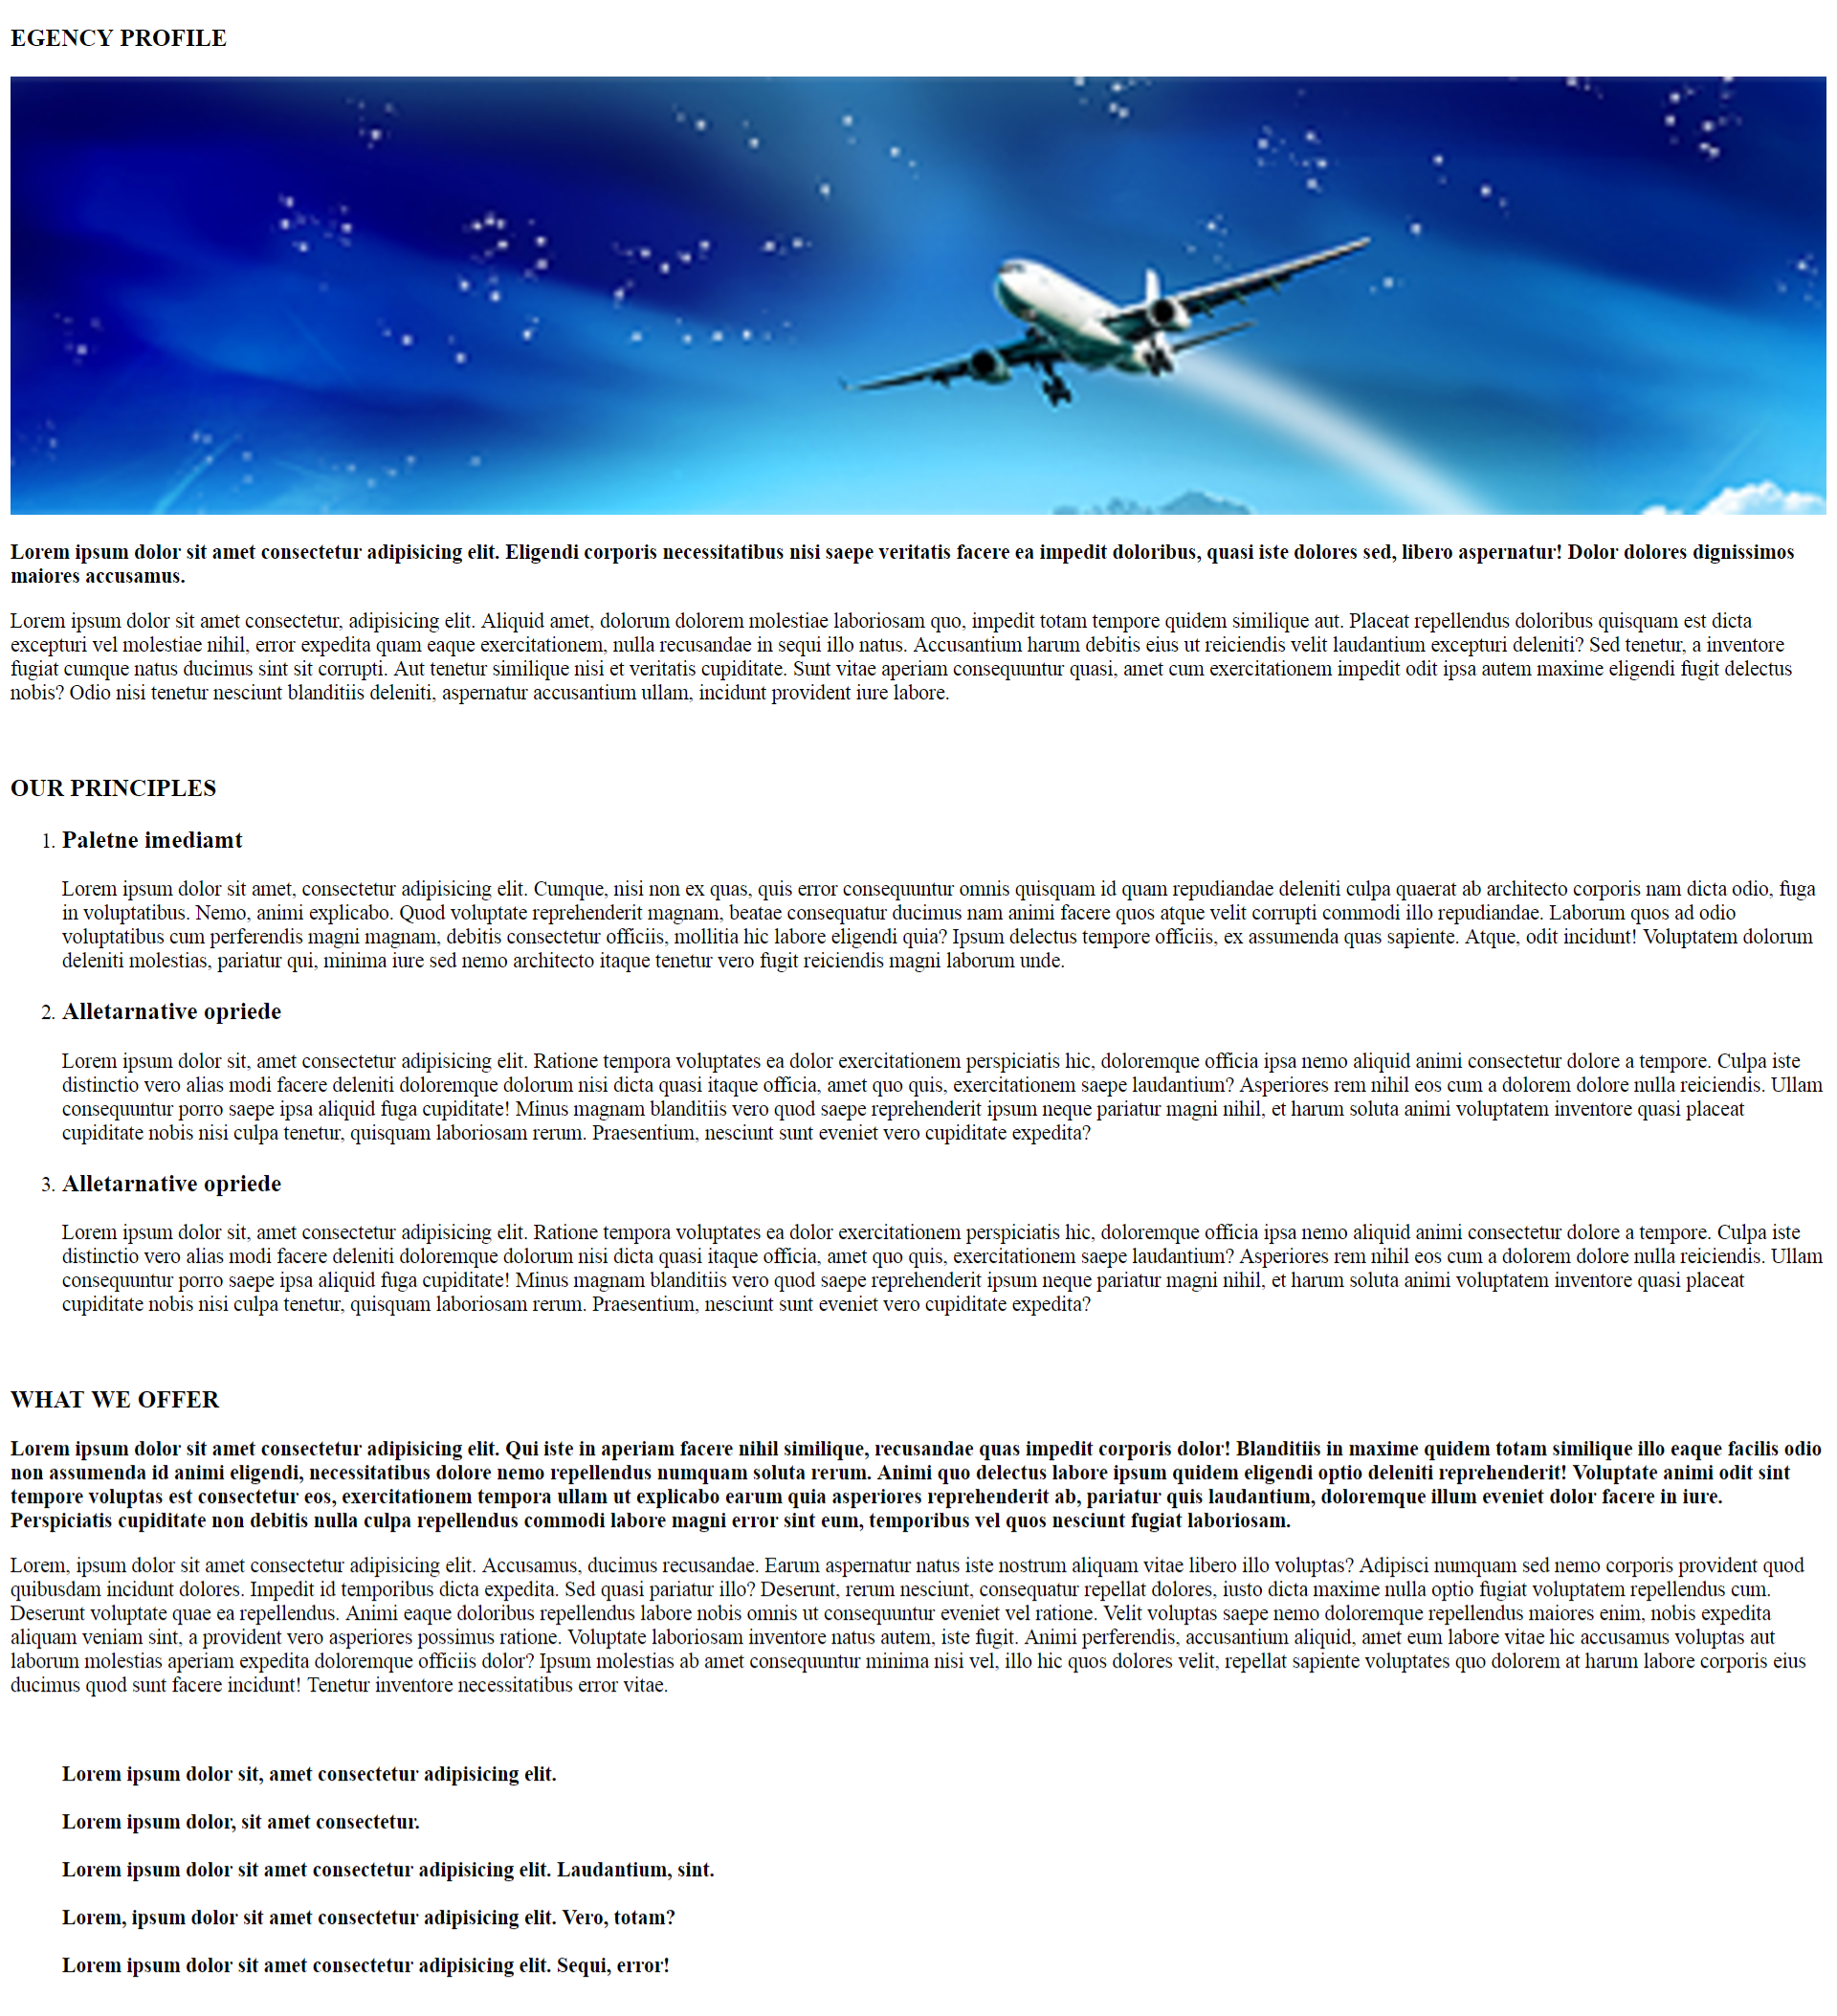 EGENCY PROFILE
Lorem ipsum dolor sit amet consectetur adipisicing elit. Eligendi corporis necessitatibus nisi saepe veritatis facere ea impedit doloribus, quasi iste dolores sed, libero aspernatur! Dolor dolores dignissimos
maiores accusamus.
Lorem ipsum dolor sit amet consectetur, adipisicing elit. Aliquid amet, dolorum dolorem molestiae laboriosam quo, impedit totam tempore quidem similique aut. Placeat repellendus doloribus quisquam est dicta
excepturi vel molestiae nihil, error expedita quam eaque exercitationem, nulla recusandae in sequi illo natus. Accusantium harum debitis eius ut reiciendis velit laudantium excepturi deleniti? Sed tenetur, a inventore
fugiat cumque natus ducimus sint sit corrupti. Aut tenetur similique nisi et veritatis cupiditate. Sunt vitae aperiam consequuntur quasi, amet cum exercitationem impedit odit ipsa autem maxime eligendi fugit delectus
nobis? Odio nisi tenetur nesciunt blanditiis deleniti, aspernatur accusantium ullam, incidunt provident iure labore.
OUR PRINCIPLES
1. Paletne imediamt
Lorem ipsum dolor sit amet, consectetur adipisicing elit. Cumque, nisi non ex quas, quis error consequuntur omnis quisquam id quam repudiandae deleniti culpa quaerat ab architecto corporis nam dicta odio, fuga
in voluptatibus. Nemo, animi explicabo. Quod voluptate reprehenderit magnam, beatae consequatur ducimus nam animi facere quos atque velit corrupti commodi illo repudiandae. Laborum quos ad odio
voluptatibus cum perferendis magni magnam, debitis consectetur officiis, mollitia hic labore eligendi quia? Ipsum delectus tempore officiis, ex assumenda quas sapiente. Atque, odit incidunt! Voluptatem dolorum
deleniti molestias, pariatur qui, minima iure sed nemo architecto itaque tenetur vero fugit reiciendis magni laborum unde.
2. Alletarnative opriede
Lorem ipsum dolor sit, amet consectetur adipisicing elit. Ratione tempora voluptates ea dolor exercitationem perspiciatis hic, doloremque officia ipsa nemo aliquid animi consectetur dolore a tempore. Culpa iste
distinctio vero alias modi facere deleniti doloremque dolorum nisi dicta quasi itaque officia, amet quo quis, exercitationem saepe laudantium? Asperiores rem nihil eos cum a dolorem dolore nulla reiciendis. Ullam
consequuntur porro saepe ipsa aliquid fuga cupiditate! Minus magnam blanditiis vero quod saepe reprehenderit ipsum neque pariatur magni nihil, et harum soluta animi voluptatem inventore quasi placeat
cupiditate nobis nisi culpa tenetur, quisquam laboriosam rerum. Praesentium, nesciunt sunt eveniet vero cupiditate expedita?
3. Alletarnative opriede
Lorem ipsum dolor sit, amet consectetur adipisicing elit. Ratione tempora voluptates ea dolor exercitationem perspiciatis hic, doloremque officia ipsa nemo aliquid animi consectetur dolore a tempore. Culpa iste
distinctio vero alias modi facere deleniti doloremque dolorum nisi dicta quasi itaque officia, amet quo quis, exercitationem saepe laudantium? Asperiores rem nihil eos cum a dolorem dolore nulla reiciendis. Ullam
consequuntur porro saepe ipsa aliquid fuga cupiditate! Minus magnam blanditiis vero quod saepe reprehenderit ipsum neque pariatur magni nihil, et harum soluta animi voluptatem inventore quasi placeat
cupiditate nobis nisi culpa tenetur, quisquam laboriosam rerum. Praesentium, nesciunt sunt eveniet vero cupiditate expedita?
WHAT WE OFFER
Lorem ipsum dolor sit amet consectetur adipisicing elit. Qui iste in aperiam facere nihil similique, recusandae quas impedit corporis dolor! Blanditiis in maxime quidem totam similique illo eaque facilis odio
non assumenda id animi eligendi, necessitatibus dolore nemo repellendus numquam soluta rerum. Animi quo delectus labore ipsum quidem eligendi optio deleniti reprehenderit! Voluptate animi odit sint
tempore voluptas est consectetur eos, exercitationem tempora ullam ut explicabo earum quia asperiores reprehenderit ab, pariatur quis laudantium, doloremque illum eveniet dolor facere in iure.
Perspiciatis cupiditate non debitis nulla culpa repellendus commodi labore magni error sint eum, temporibus vel quos nesciunt fugiat laboriosam.
Lorem, ipsum dolor sit amet consectetur adipisicing elit. Accusamus, ducimus recusandae. Earum aspernatur natus iste nostrum aliquam vitae libero illo voluptas? Adipisci numquam sed nemo corporis provident quod
quibusdam incidunt dolores. Impedit id temporibus dicta expedita. Sed quasi pariatur illo? Deserunt, rerum nesciunt, consequatur repellat dolores, iusto dicta maxime nulla optio fugiat voluptatem repellendus cum.
Deserunt voluptate quae ea repellendus. Animi eaque doloribus repellendus labore nobis omnis ut consequuntur eveniet vel ratione. Velit voluptas saepe nemo doloremque repellendus maiores enim, nobis expedita
aliquam veniam sint, a provident vero asperiores possimus ratione. Voluptate laboriosam inventore natus autem, iste fugit. Animi perferendis, accusantium aliquid, amet eum labore vitae hic accusamus voluptas aut
laborum molestias aperiam expedita doloremque officiis dolor? Ipsum molestias ab amet consequuntur minima nisi vel, illo hic quos dolores velit, repellat sapiente voluptates quo dolorem at harum labore corporis eius
ducimus quod sunt facere incidunt! Tenetur inventore necessitatibus error vitae.
Lorem ipsum dolor sit, amet consectetur adipisicing elit.
Lorem ipsum dolor, sit amet consectetur.
Lorem ipsum dolor sit amet consectetur adipisicing elit. Laudantium, sint.
Lorem, ipsum dolor sit amet consectetur adipisicing elit. Vero, totam?
Lorem ipsum dolor sit amet consectetur adipisicing elit. Sequi, error!